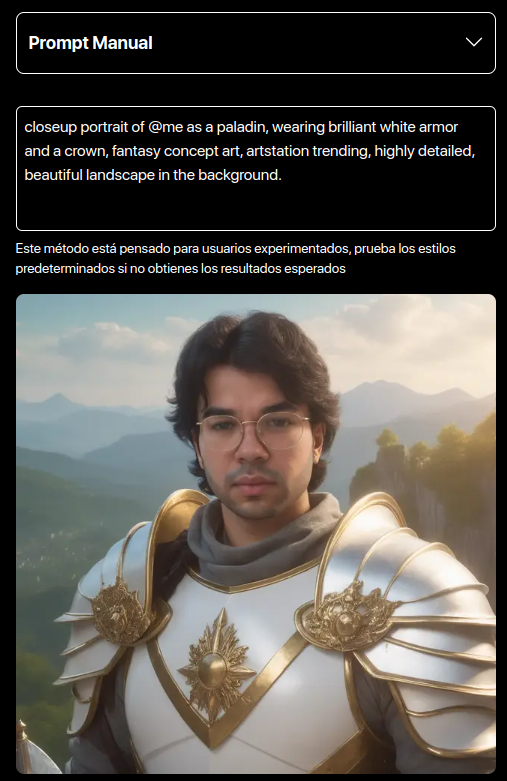 Prompt Manual
closeup portrait of @me as a paladin, wearing brilliant white armor
and a crown, fantasy concept art, artstation trending, highly detailed,
beautiful landscape in the background.
Este método está pensado para usuarios experimentados, prueba los estilos
predeterminados si no obtienes los resultados esperados